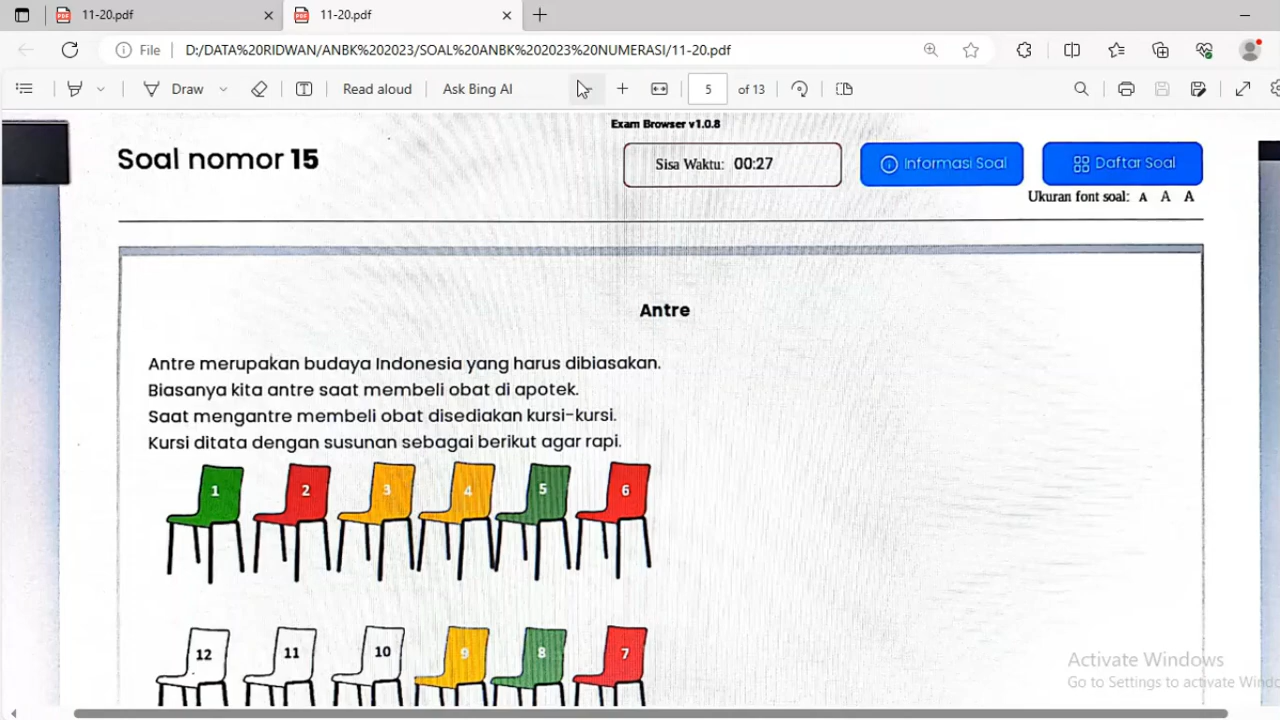 11-20.pdf
11-20.pdf
File
D:/DATA%20RIDWAN/ANBK%202023/SOAL%20ANBK%202023%20NUMERASI/11-20.pdf
Draw
Read aloud
Ask Bing AI
5
of 13
Exam Browser v1.0.8
Soal nomor 15
Sisa Waktu: 00:27
Informasi Soal
Daftar Soal
Ukuran font soal: A A A
Antre
Antre merupakan budaya Indonesia yang harus dibiasakan.
Biasanya kita antre saat membeli obat di apotek.
Saat mengantre membeli obat disediakan kursi-kursi.
Kursi ditata dengan susunan sebagai berikut agar rapi.
1 2 3 4 5 6
12 11 10 9 8 7
Activate Windows
Go to Settings to activate Windo